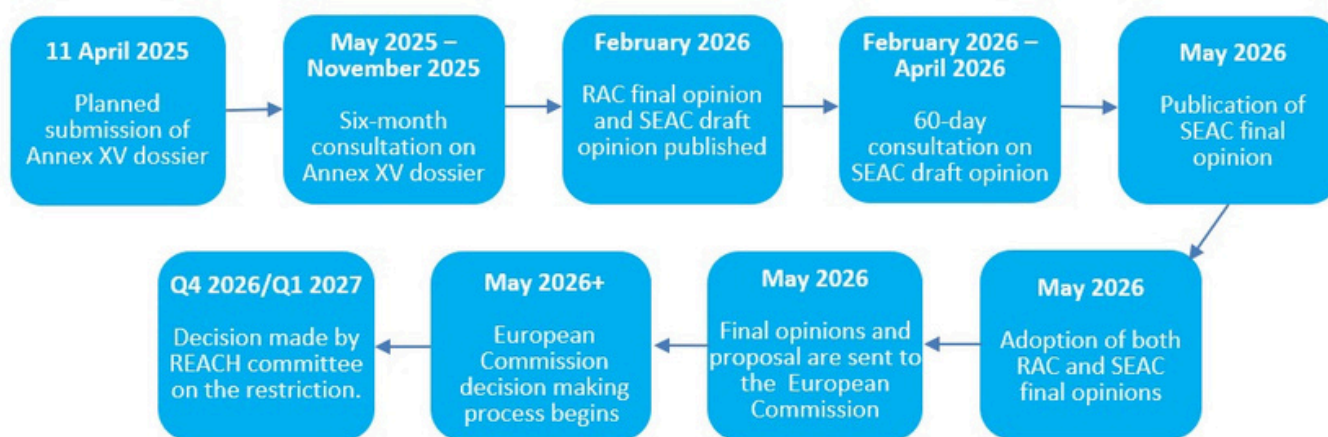 11 April 2025
Planned
submission of
Annex XV dossier
May 2025 –
November 2025
Six-month
consultation on
Annex XV dossier
February 2026
RAC final opinion
and SEAC draft
opinion published
February 2026 –
April 2026
60-day
consultation on
SEAC draft opinion
May 2026
Publication of
SEAC final
opinion
May 2026
Adoption of both
RAC and SEAC
final opinions
May 2026
Final opinions and
proposal are sent to
the European
Commission
May 2026+
European
Commission
decision making
process begins
Q4 2026/Q1 2027
Decision made by
REACH committee
on the restriction.